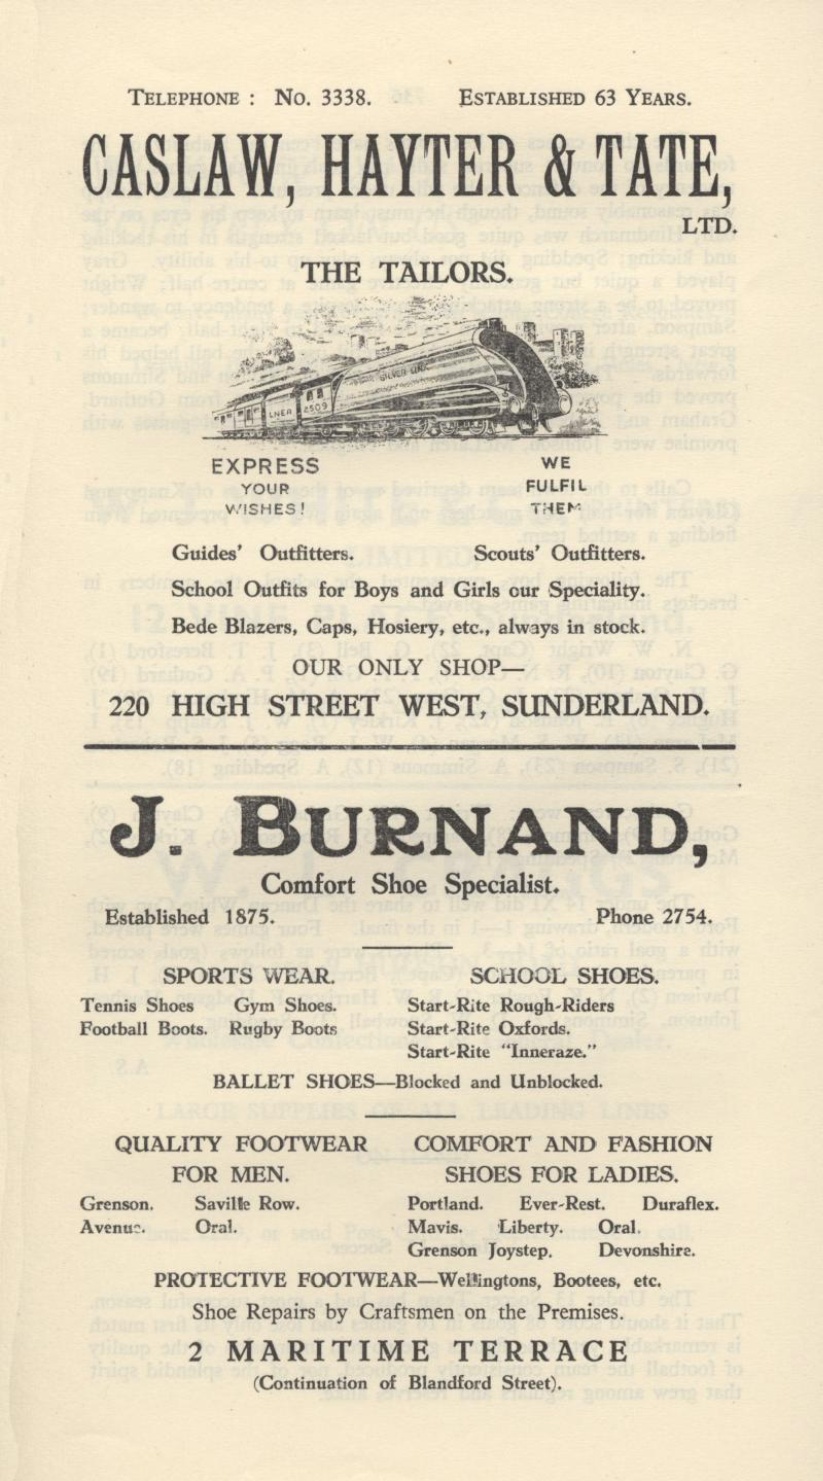 TELEPHONE : NO. 3338. ESTABLISHED 63 YEARS.
CASLAW, HAYTER & TATE,
LTD.
THE TAILORS.
SILVER LINK
LNER 2509
EXPRESS
YOUR
WISHES!
WE
FULFIL
THEM
Guides' Outfitters. Scouts' Outfitters.
School Outfits for Boys and Girls our Speciality.
Bede Blazers, Caps, Hosiery, etc., always in stock.
OUR ONLY SHOP—
220 HIGH STREET WEST, SUNDERLAND.
J. BURNAND,
Comfort Shoe Specialist.
Established 1875. Phone 2754.
SPORTS WEAR.
Tennis Shoes Gym Shoes.
Football Boots. Rugby Boots
SCHOOL SHOES.
Start-Rite Rough-Riders
Start-Rite Oxfords.
Start-Rite "Inneraze."
BALLET SHOES—Blocked and Unblocked.
QUALITY FOOTWEAR
FOR MEN.
Grenson. Saville Row.
Avenue. Oral.
COMFORT AND FASHION
SHOES FOR LADIES.
Portland. Ever-Rest. Duraflex.
Mavis. Liberty. Oral.
Grenson Joystep. Devonshire.
PROTECTIVE FOOTWEAR—Wellingtons, Bootees, etc.
Shoe Repairs by Craftsmen on the Premises.
2 MARITIME TERRACE
(Continuation of Blandford Street).